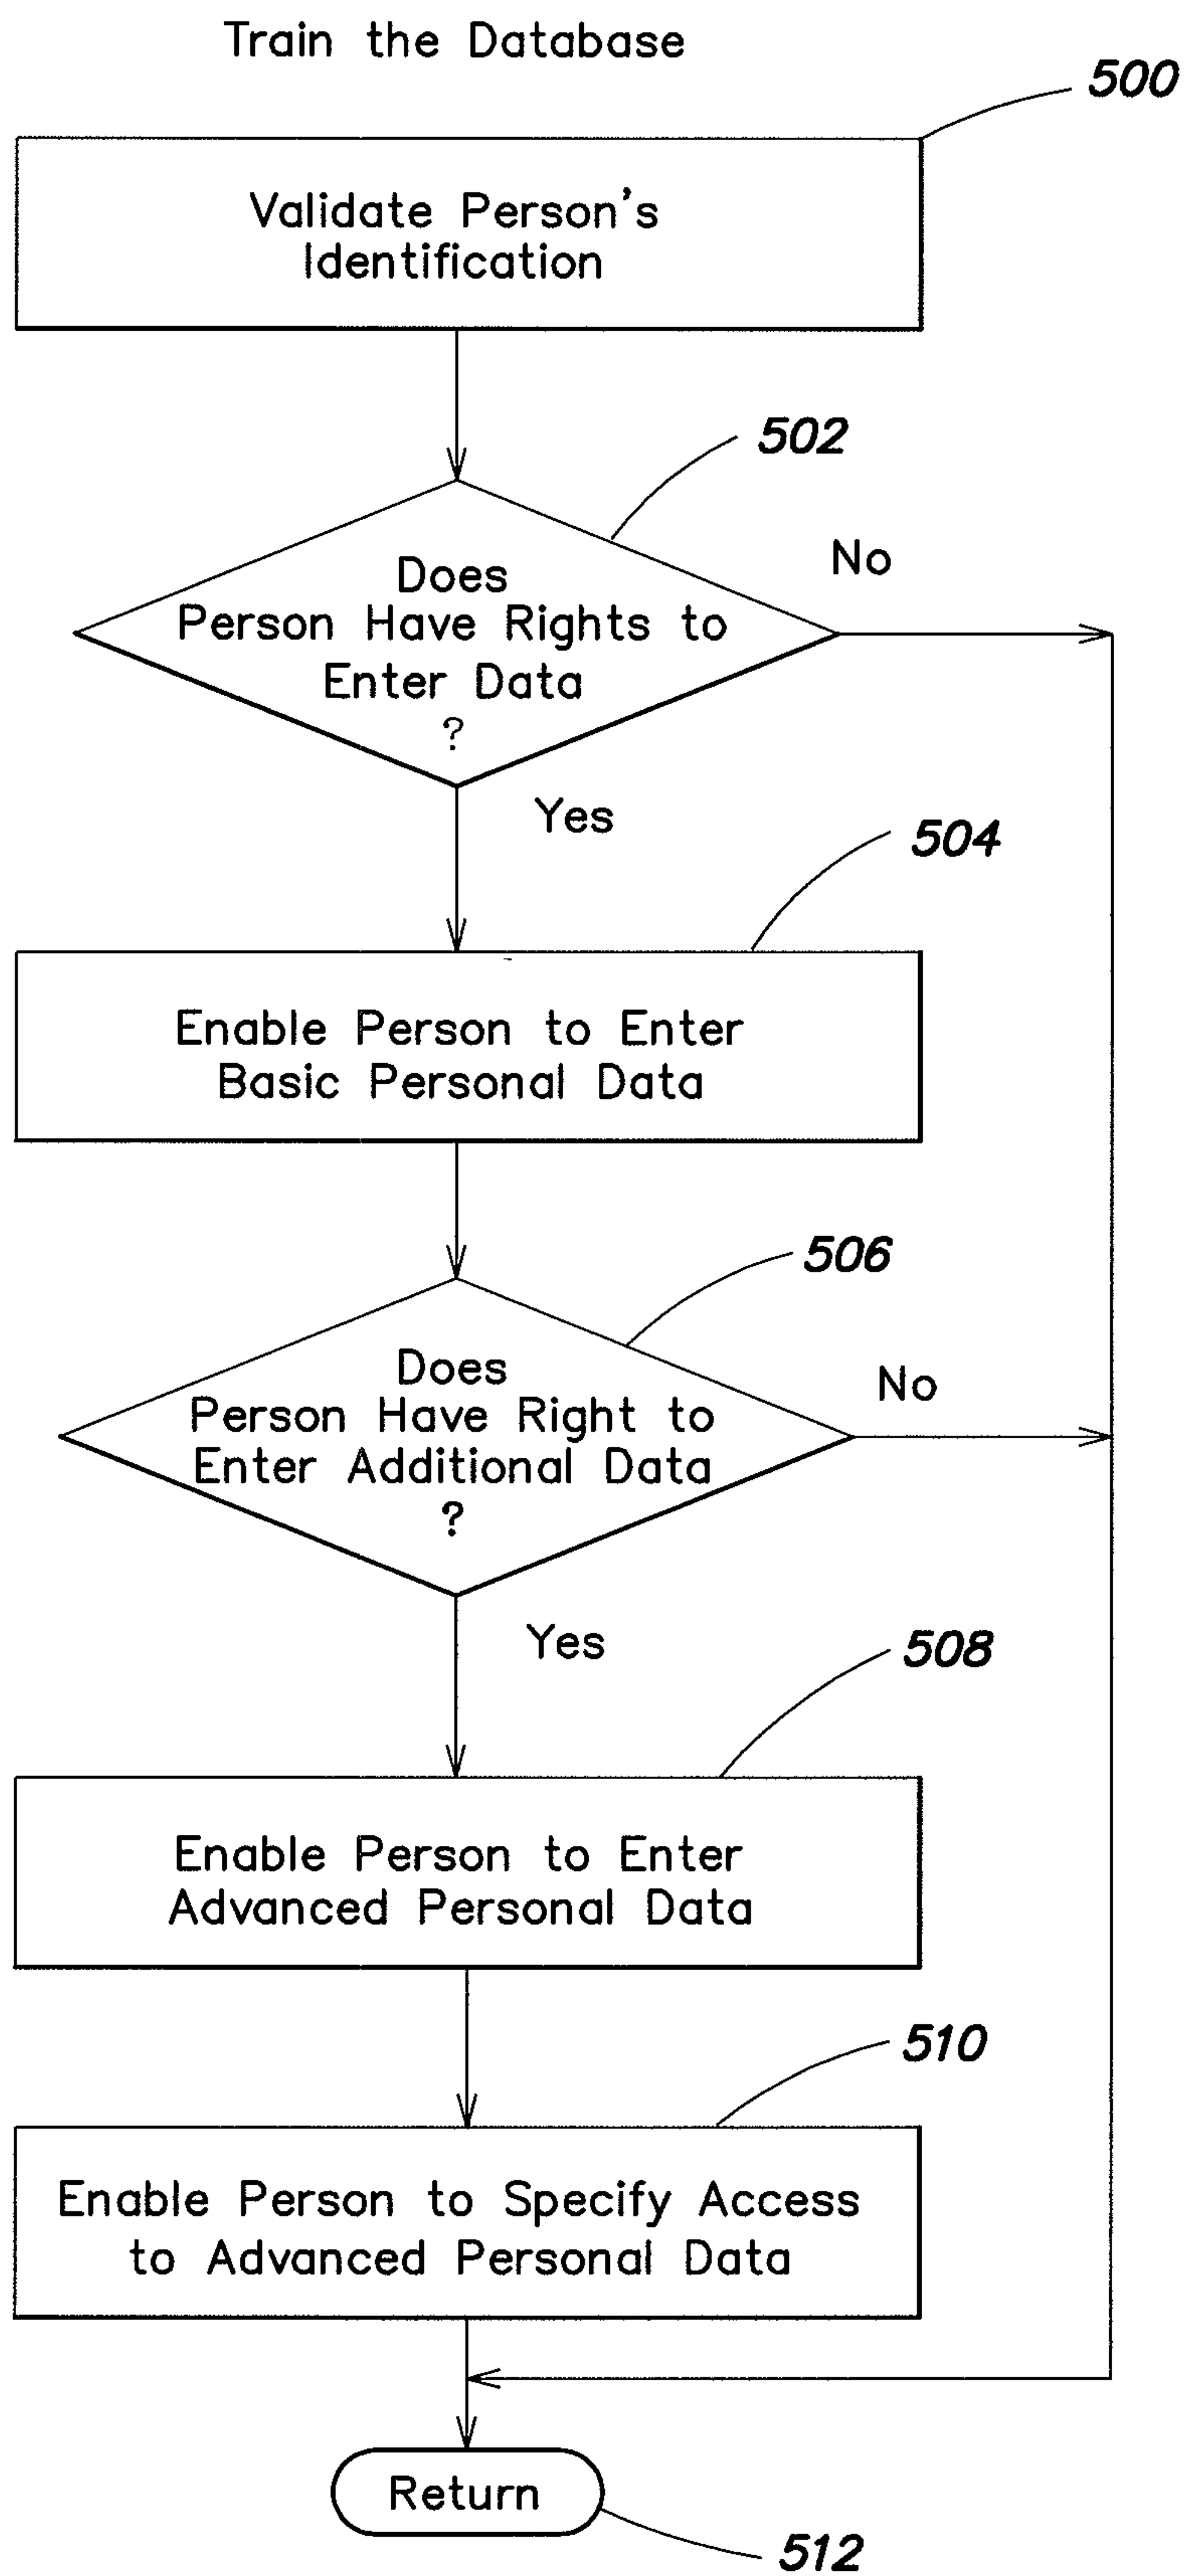 Train the Database
500
Validate Person's
Identification
502
Does
Person Have Rights to
Enter Data
?
No
Yes
504
Enable Person to Enter
Basic Personal Data
506
Does
Person Have Right to
Enter Additional Data
?
No
Yes
508
Enable Person to Enter
Advanced Personal Data
510
Enable Person to Specify Access
to Advanced Personal Data
Return
512